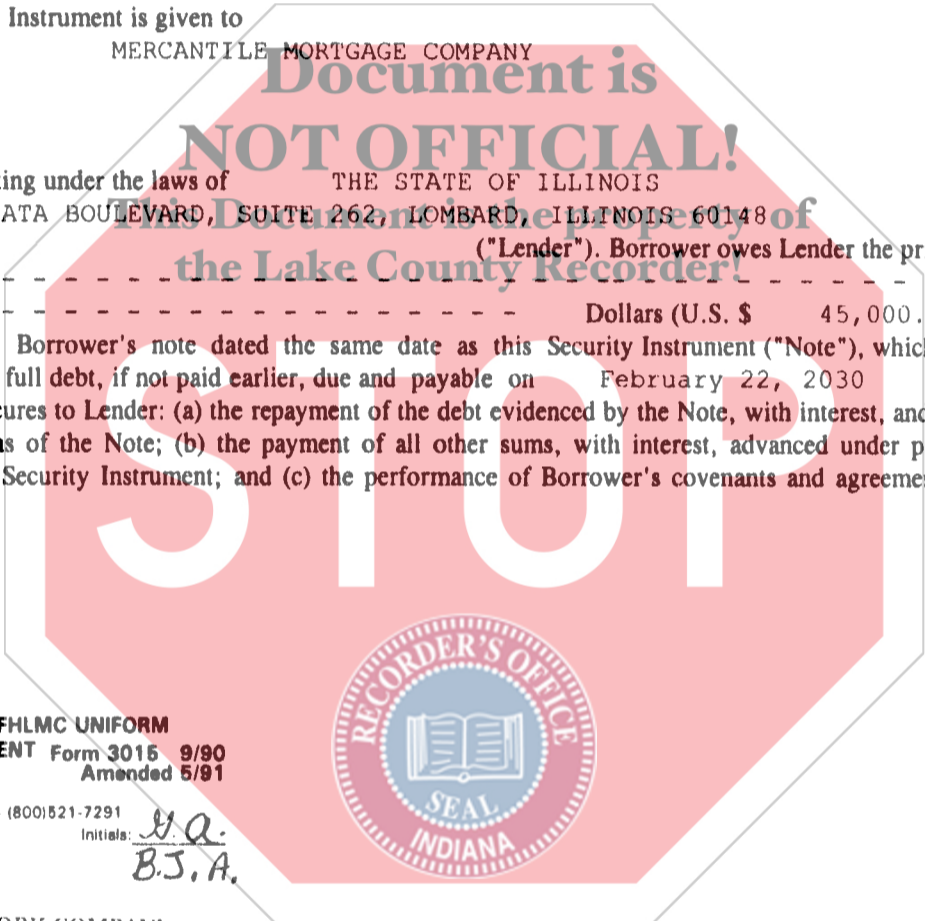 Instrument is given to
MERCANTILE MORTGAGE COMPANY
Document is
NOT OFFICIAL!
ing under the laws of THE STATE OF ILLINOIS
ATA BOULEVARD, SUITE 262, LOMBARD, ILLINOIS 60148
This Document is the property of
("Lender"). Borrower owes Lender the pr
the Lake County Recorder!
Dollars (U.S. $ 45,000.
Borrower's note dated the same date as this Security Instrument ("Note"), whic
full debt, if not paid earlier, due and payable on February 22, 2030
ures to Lender: (a) the repayment of the debt evidenced by the Note, with interest, and
s of the Note; (b) the payment of all other sums, with interest, advanced under p
Security Instrument; and (c) the performance of Borrower's covenants and agreeme
STOP
RECORDER'S OFFICE
SEAL
INDIANA
FHLMC UNIFORM
ENT Form 3015 9/90
Amended 5/91
(800)521-7291
Initials:
B.J.A.